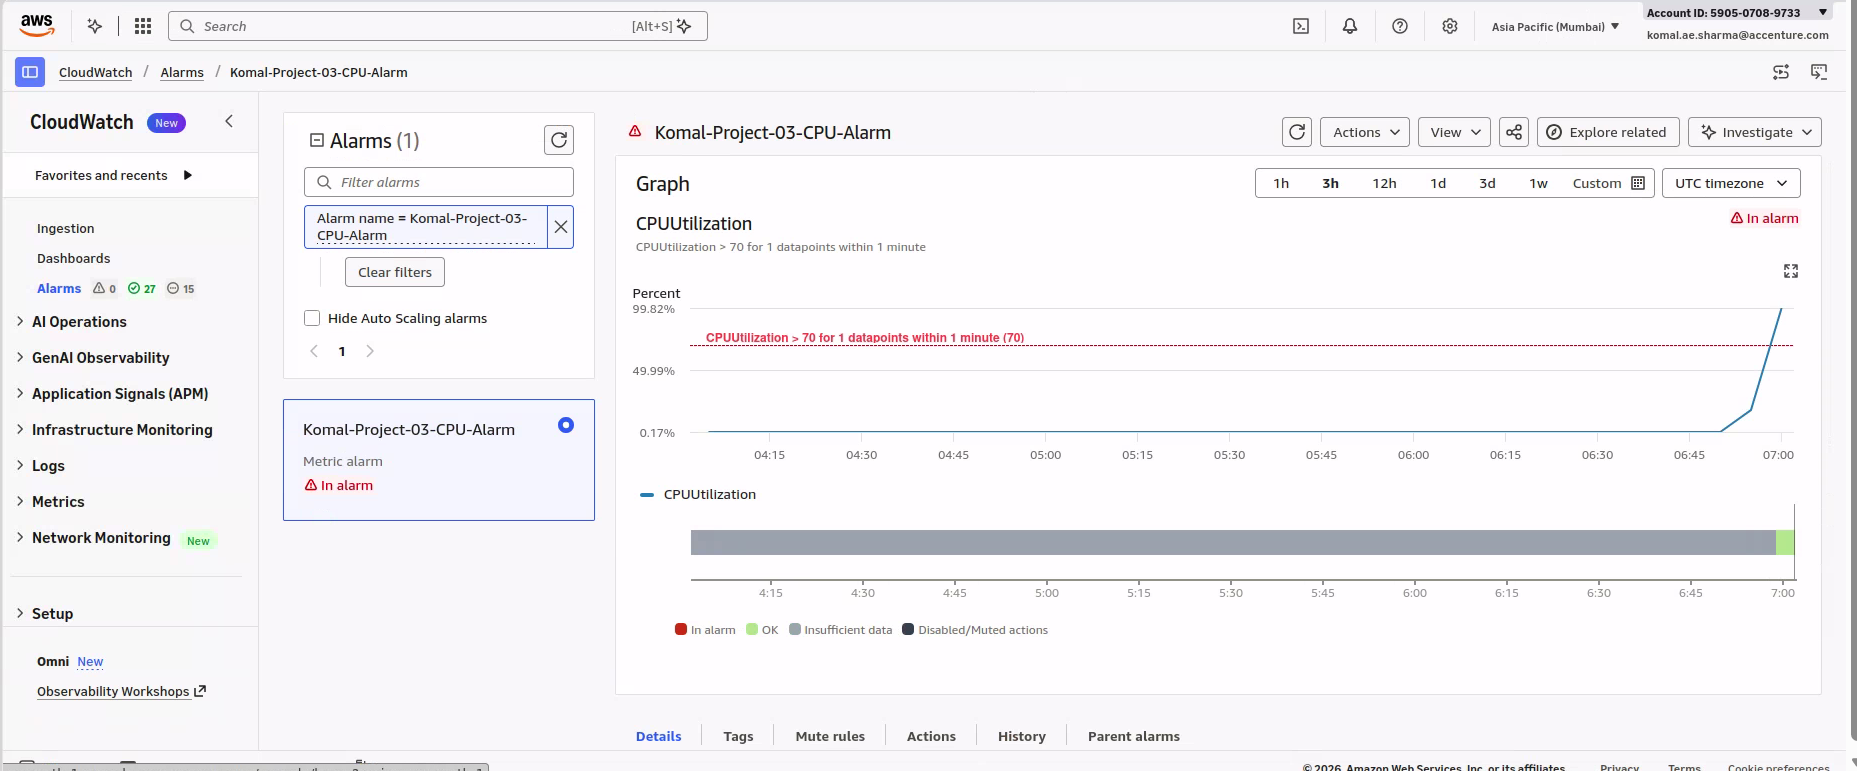 aws
Search
[Alt+S]
Asia Pacific (Mumbai)
Account ID: 5905-0708-9733
komal.ae.sharma@accenture.com
CloudWatch / Alarms / Komal-Project-03-CPU-Alarm
CloudWatch New
Favorites and recents
Ingestion
Dashboards
Alarms 0 27 15
AI Operations
GenAI Observability
Application Signals (APM)
Infrastructure Monitoring
Logs
Metrics
Network Monitoring New
Setup
Omni New
Observability Workshops
Alarms (1)
Filter alarms
Alarm name = Komal-Project-03-
CPU-Alarm
Clear filters
Hide Auto Scaling alarms
1
Komal-Project-03-CPU-Alarm
Metric alarm
In alarm
Komal-Project-03-CPU-Alarm
Actions
View
Explore related
Investigate
Graph
1h 3h 12h 1d 3d 1w Custom
UTC timezone
CPUUtilization
In alarm
CPUUtilization > 70 for 1 datapoints within 1 minute
Percent
99.82%
CPUUtilization > 70 for 1 datapoints within 1 minute (70)
49.99%
0.17%
04:15 04:30 04:45 05:00 05:15 05:30 05:45 06:00 06:15 06:30 06:45 07:00
CPUUtilization
4:15 4:30 4:45 5:00 5:15 5:30 5:45 6:00 6:15 6:30 6:45 7:00
In alarm OK Insufficient data Disabled/Muted actions
Details Tags Mute rules Actions History Parent alarms
© 2026, Amazon Web Services, Inc. or its affiliates. Privacy Terms Cookie preferences